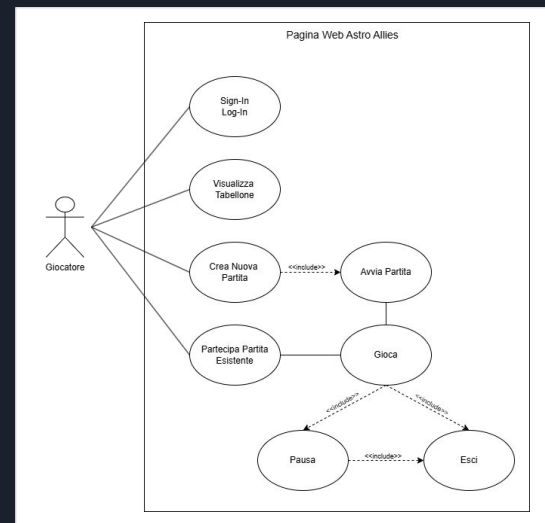 Pagina Web Astro Allies
Sign-In
Log-In
Visualizza
Tabellone
Giocatore
Crea Nuova
Partita
<<include>>
Avvia Partita
Partecipa Partita
Esistente
Gioca
<<include>>
<<include>>
Pausa
<<include>>
Esci